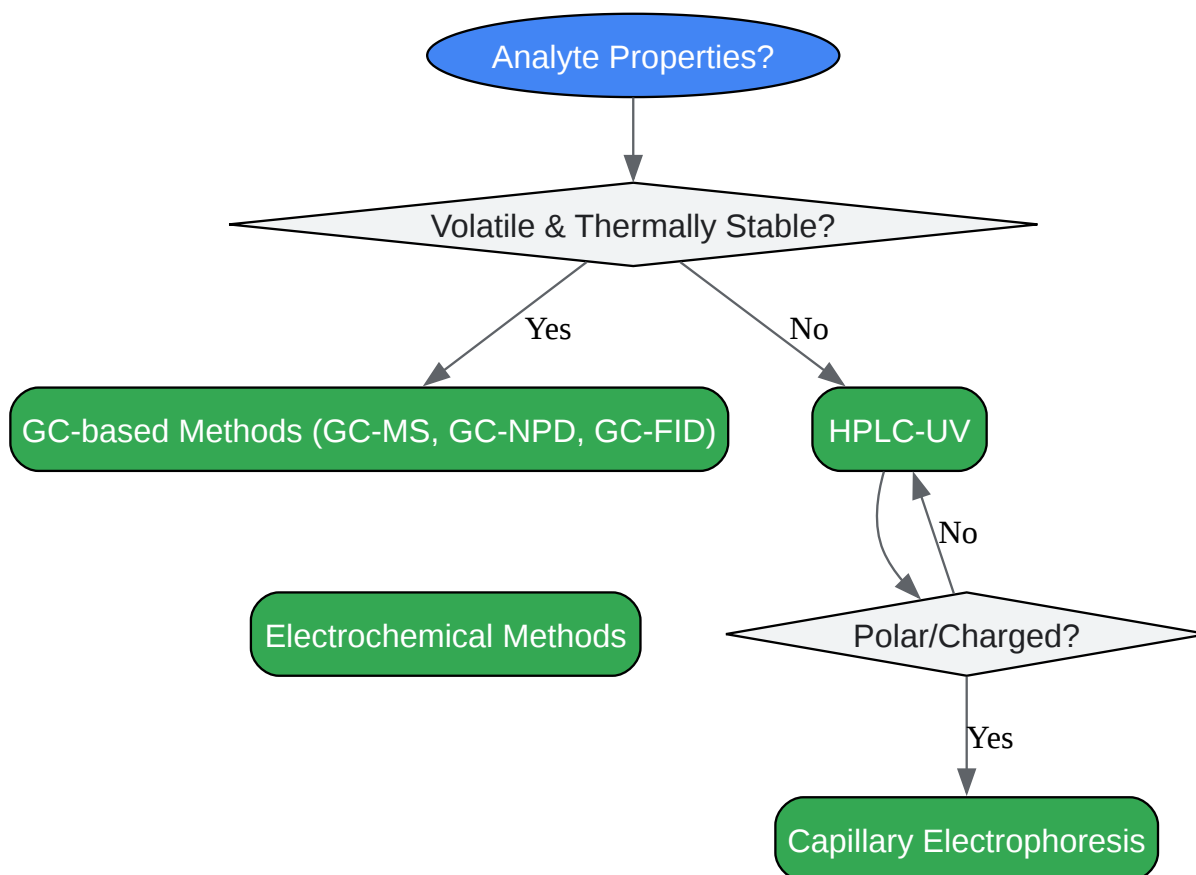 Analyte Properties?
Volatile & Thermally Stable?
Yes
No
GC-based Methods (GC-MS, GC-NPD, GC-FID)
HPLC-UV
No
Electrochemical Methods
Polar/Charged?
Yes
Capillary Electrophoresis